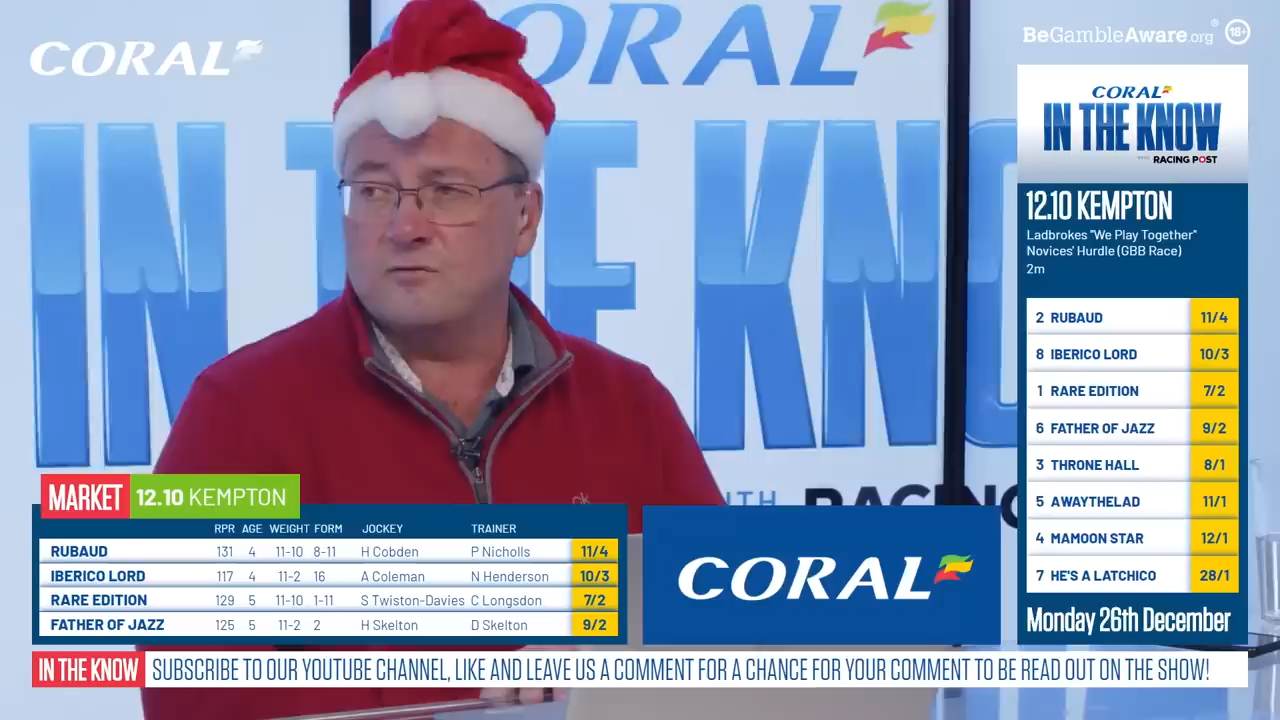 CORAL
CORAL
IN THE KNOW
WITH
RACING
BeGambleAware.org® 18+
CORAL
IN THE KNOW
WITH RACING POST
12.10 KEMPTON
Ladbrokes "We Play Together"
Novices' Hurdle (GBB Race)
2m
2 RUBAUD 11/4
8 IBERICO LORD 10/3
1 RARE EDITION 7/2
6 FATHER OF JAZZ 9/2
3 THRONE HALL 8/1
5 AWAYTHELAD 11/1
4 MAMOON STAR 12/1
7 HE'S A LATCHICO 28/1
Monday 26th December
ck
MARKET 12.10 KEMPTON
RPR AGE WEIGHT FORM JOCKEY TRAINER
RUBAUD 131 4 11-10 8-11 H Cobden P Nicholls 11/4
IBERICO LORD 117 4 11-2 16 A Coleman N Henderson 10/3
RARE EDITION 129 5 11-10 1-11 S Twiston-Davies C Longsdon 7/2
FATHER OF JAZZ 125 5 11-2 2 H Skelton D Skelton 9/2
CORAL
IN THE KNOW SUBSCRIBE TO OUR YOUTUBE CHANNEL, LIKE AND LEAVE US A COMMENT FOR A CHANCE FOR YOUR COMMENT TO BE READ OUT ON THE SHOW!